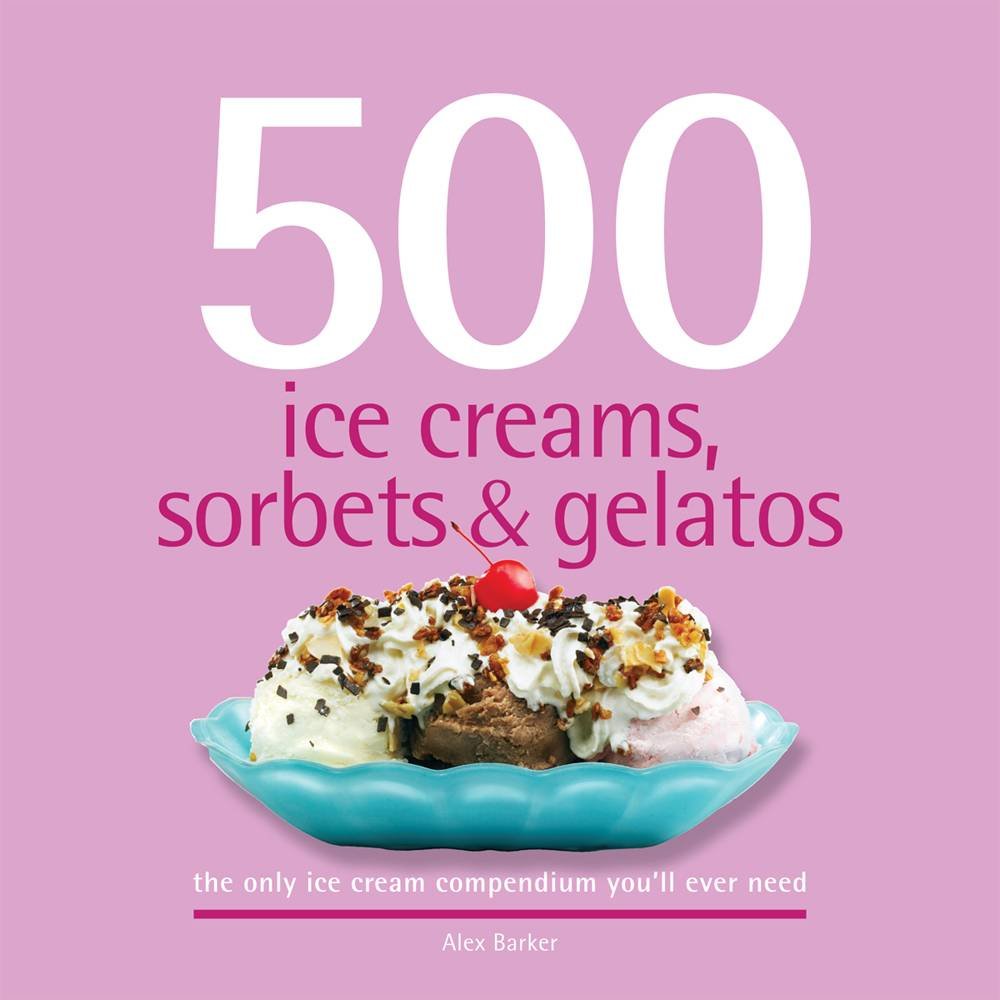 500
ice creams,
sorbets & gelatos
the only ice cream compendium you'll ever need
Alex Barker